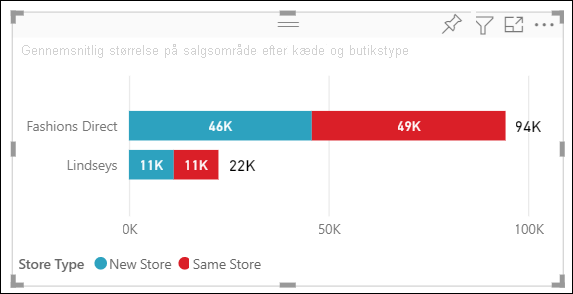 Gennemsnitlig størrelse på salgsområde efter kæde og butikstype
Fashions Direct 46K 49K 94K
Lindseys 11K 11K 22K
0K 50K 100K
Store Type New Store Same Store